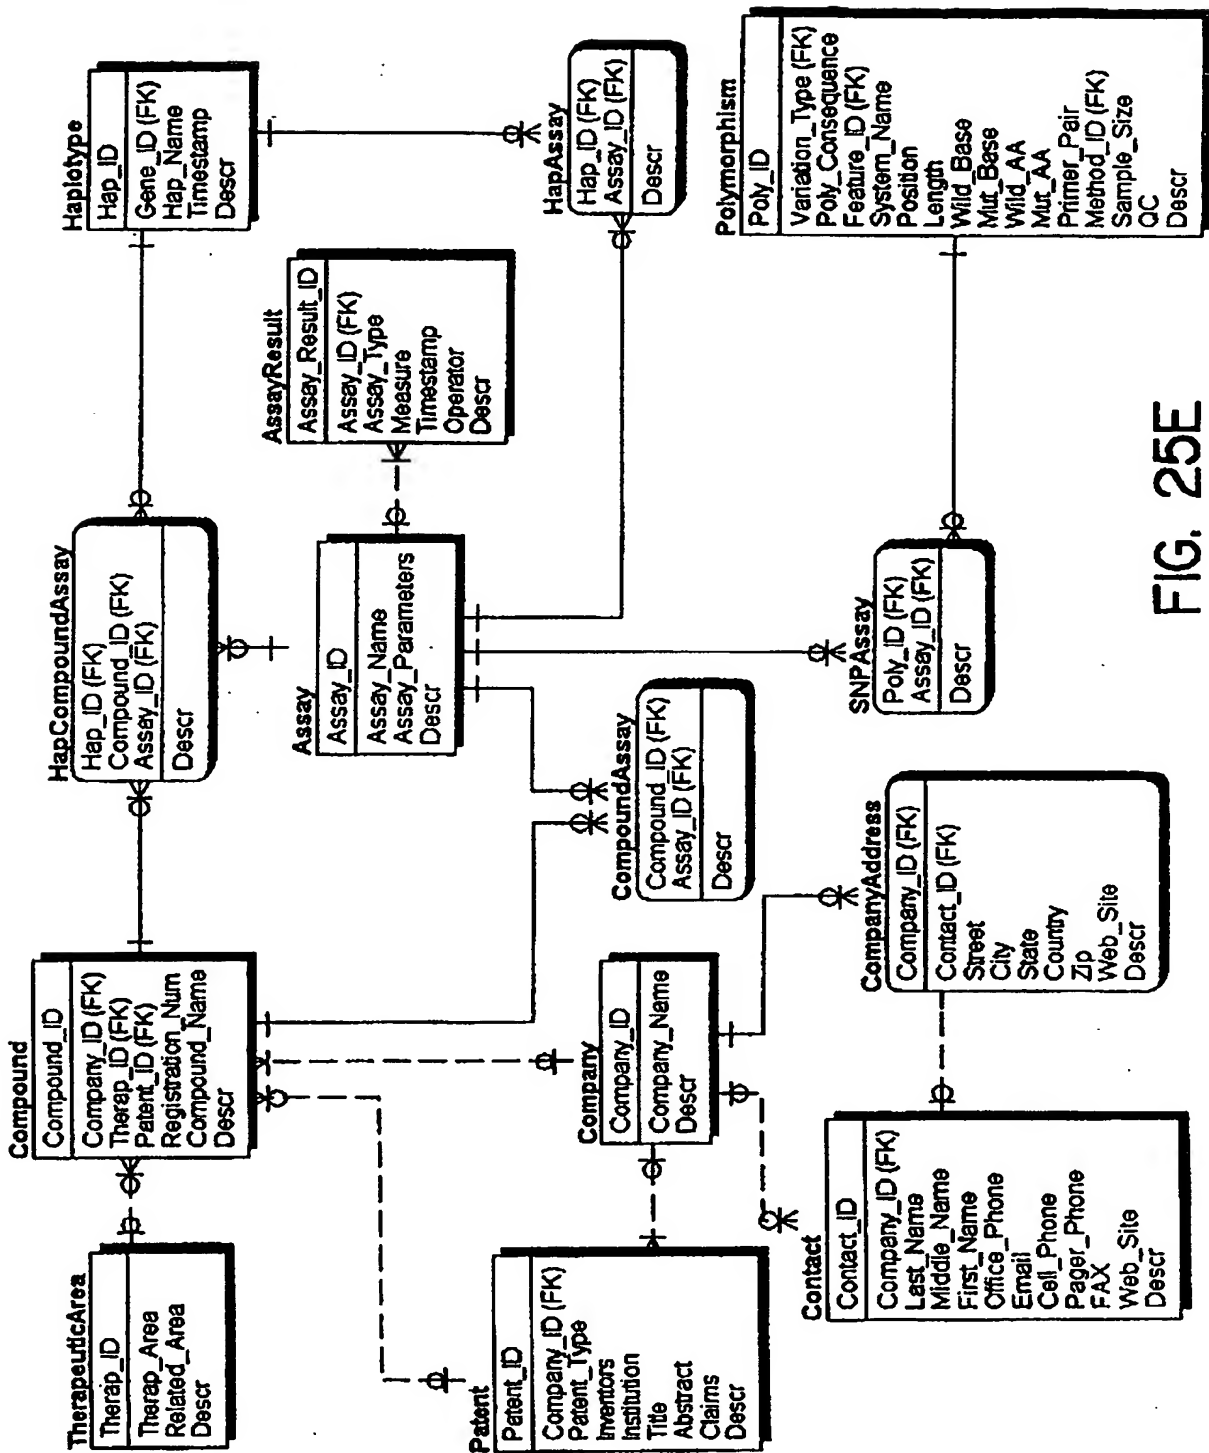 TherapeuticArea
Therap_ID
Therap_Area
Related_Area
Descr
Compound
Compound_ID
Company_ID (FK)
Therap_ID (FK)
Patent_ID (FK)
Registration_Num
Compound_Name
Descr
HapCompoundAssay
Hap_ID (FK)
Compound_ID (FK)
Assay_ID (FK)
Descr
Haplotype
Hap_ID
Gene_ID (FK)
Hap_Name
Timestamp
Descr
Assay
Assay_ID
Assay_Name
Assay_Parameters
Descr
AssayResult
Assay_Result_ID
Assay_ID (FK)
Assay_Type
Measure
Timestamp
Operator
Descr
HapAssay
Hap_ID (FK)
Assay_ID (FK)
Descr
Patent
Patent_ID
Company_ID (FK)
Patent_Type
Inventors
Institution
Title
Abstract
Claims
Descr
Company
Company_ID
Company_Name
Descr
CompoundAssay
Compound_ID (FK)
Assay_ID (FK)
Descr
Contact
Contact_ID
Company_ID (FK)
Last_Name
Middle_Name
First_Name
Office_Phone
Email
Cell_Phone
Pager_Phone
FAX
Web_Site
Descr
CompanyAddress
Company_ID (FK)
Contact_ID (FK)
Street
City
State
Country
Zip
Web_Site
Descr
SNPAssay
Poly_ID (FK)
Assay_ID (FK)
Descr
Polymorphism
Poly_ID
Variation_Type (FK)
Poly_Consequence
Feature_ID (FK)
System_Name
Position
Length
Wild_Base
Mut_Base
Wild_AA
Mut_AA
Primer_Pair
Method_ID (FK)
Sample_Size
QC
Descr
FIG. 25E